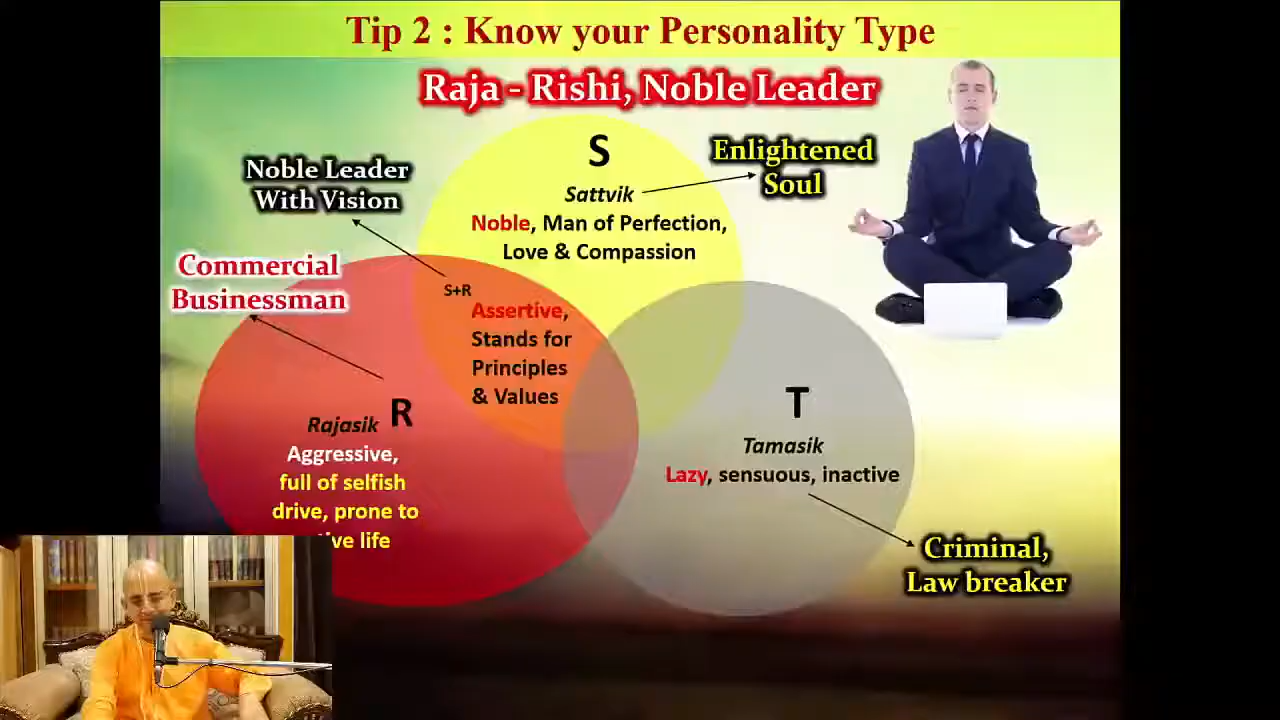 Tip 2 : Know your Personality Type
Raja - Rishi, Noble Leader
S
Sattvik
Noble, Man of Perfection,
Love & Compassion
Enlightened
Soul
Noble Leader
With Vision
Commercial
Businessman
S+R
Assertive,
Stands for
Principles
& Values
R
Rajasik
Aggressive,
full of selfish
drive, prone to
life
T
Tamasik
Lazy, sensuous, inactive
Criminal,
Law breaker